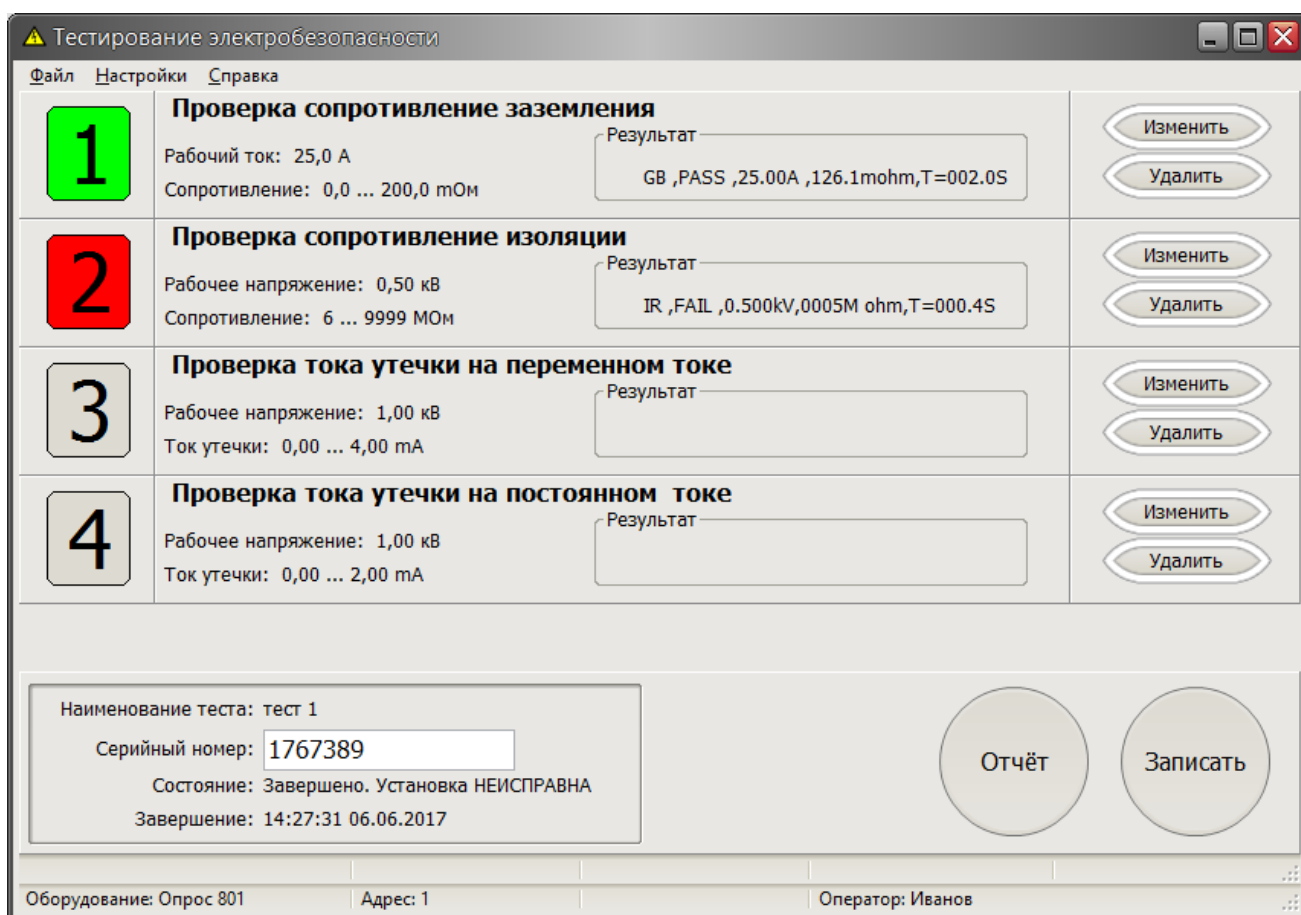 Тестирование электробезопасности
Файл Настройки Справка
1
Проверка сопротивление заземления
Рабочий ток: 25,0 А
Сопротивление: 0,0 ... 200,0 mОм
Результат
GB ,PASS ,25.00A ,126.1mohm,T=002.0S
Изменить
Удалить
2
Проверка сопротивление изоляции
Рабочее напряжение: 0,50 кВ
Сопротивление: 6 ... 9999 МОм
Результат
IR ,FAIL ,0.500kV,0005M ohm,T=000.4S
Изменить
Удалить
3
Проверка тока утечки на переменном токе
Рабочее напряжение: 1,00 кВ
Ток утечки: 0,00 ... 4,00 mA
Результат
Изменить
Удалить
4
Проверка тока утечки на постоянном токе
Рабочее напряжение: 1,00 кВ
Ток утечки: 0,00 ... 2,00 mA
Результат
Изменить
Удалить
Наименование теста: тест 1
Серийный номер: 1767389
Состояние: Завершено. Установка НЕИСПРАВНА
Завершение: 14:27:31 06.06.2017
Отчёт
Записать
Оборудование: Опрос 801 Адрес: 1 Оператор: Иванов